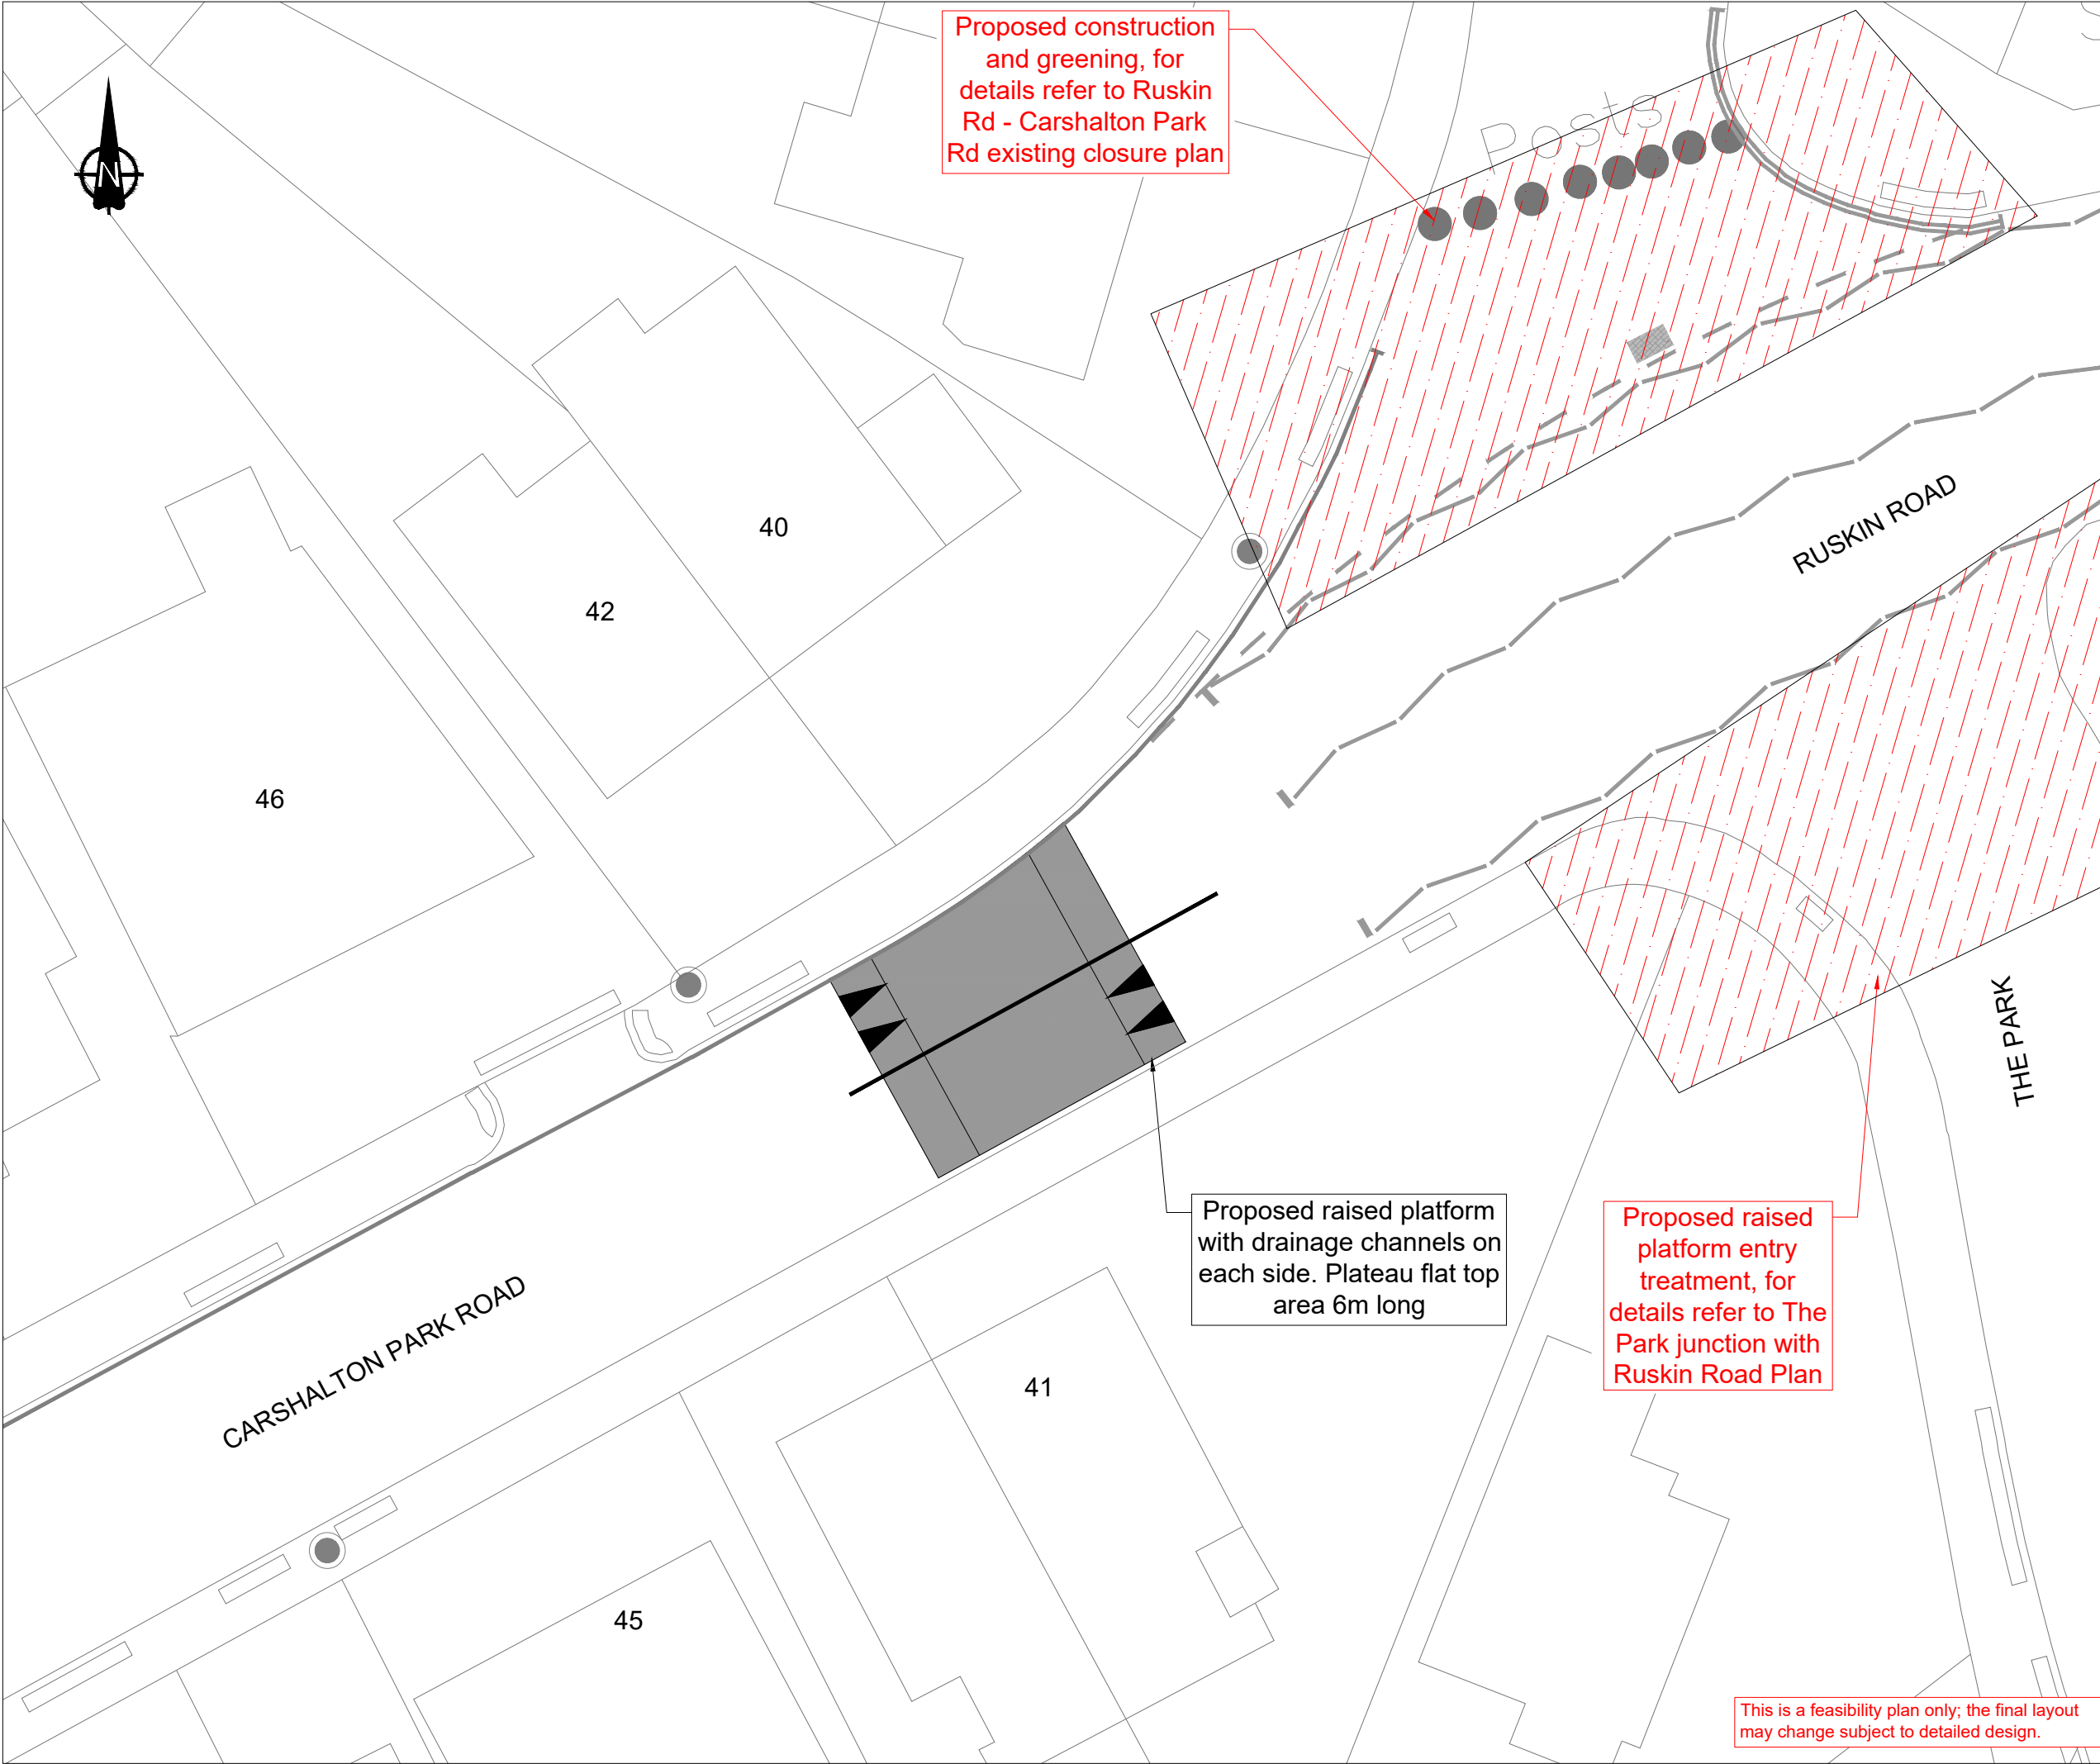 Proposed construction
and greening, for
details refer to Ruskin
Rd - Carshalton Park
Rd existing closure plan
Posts
N
RUSKIN ROAD
40
42
46
THE PARK
Proposed raised platform
with drainage channels on
each side. Plateau flat top
area 6m long
Proposed raised
platform entry
treatment, for
details refer to The
Park junction with
Ruskin Road Plan
CARSHALTON PARK ROAD
41
45
This is a feasibility plan only; the final layout
may change subject to detailed design.